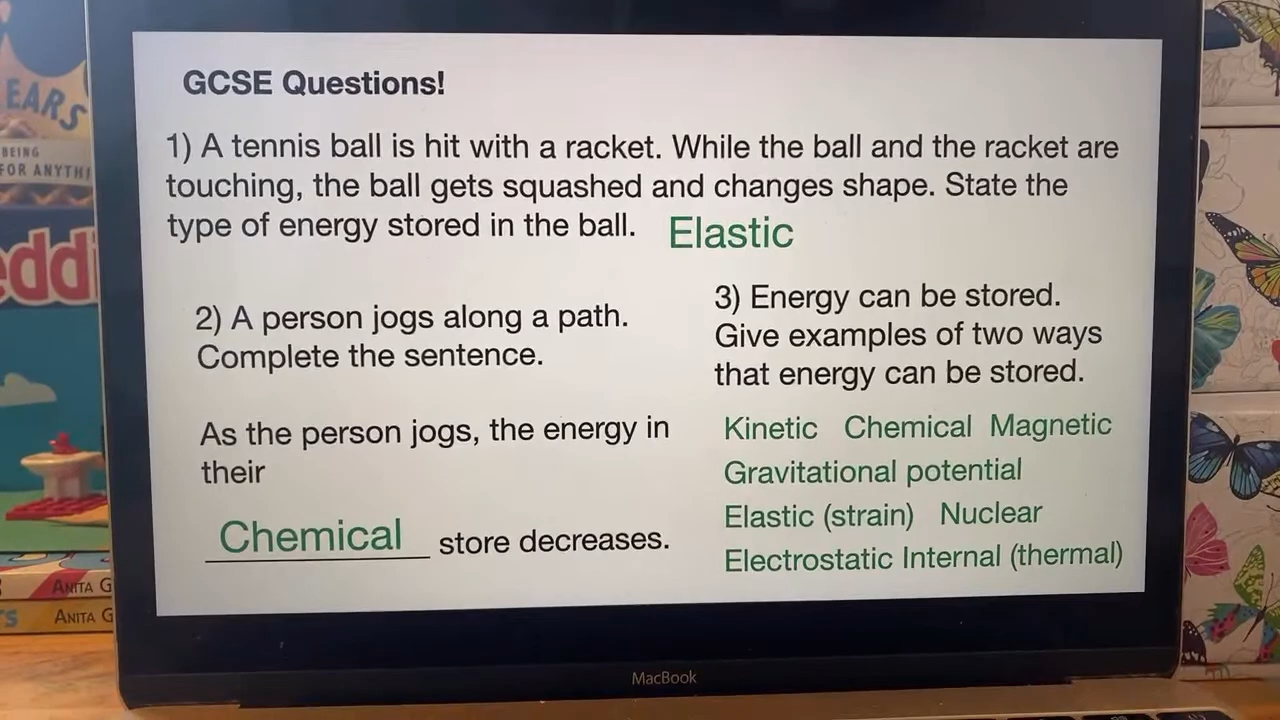 GCSE Questions!
1) A tennis ball is hit with a racket. While the ball and the racket are
touching, the ball gets squashed and changes shape. State the
type of energy stored in the ball. Elastic
2) A person jogs along a path.
Complete the sentence.
As the person jogs, the energy in
their
Chemical store decreases.
3) Energy can be stored.
Give examples of two ways
that energy can be stored.
Kinetic Chemical Magnetic
Gravitational potential
Elastic (strain) Nuclear
Electrostatic Internal (thermal)
MacBook
EARS
BEING
FOR ANYTHI
eddi
ANITA G
ANITA G